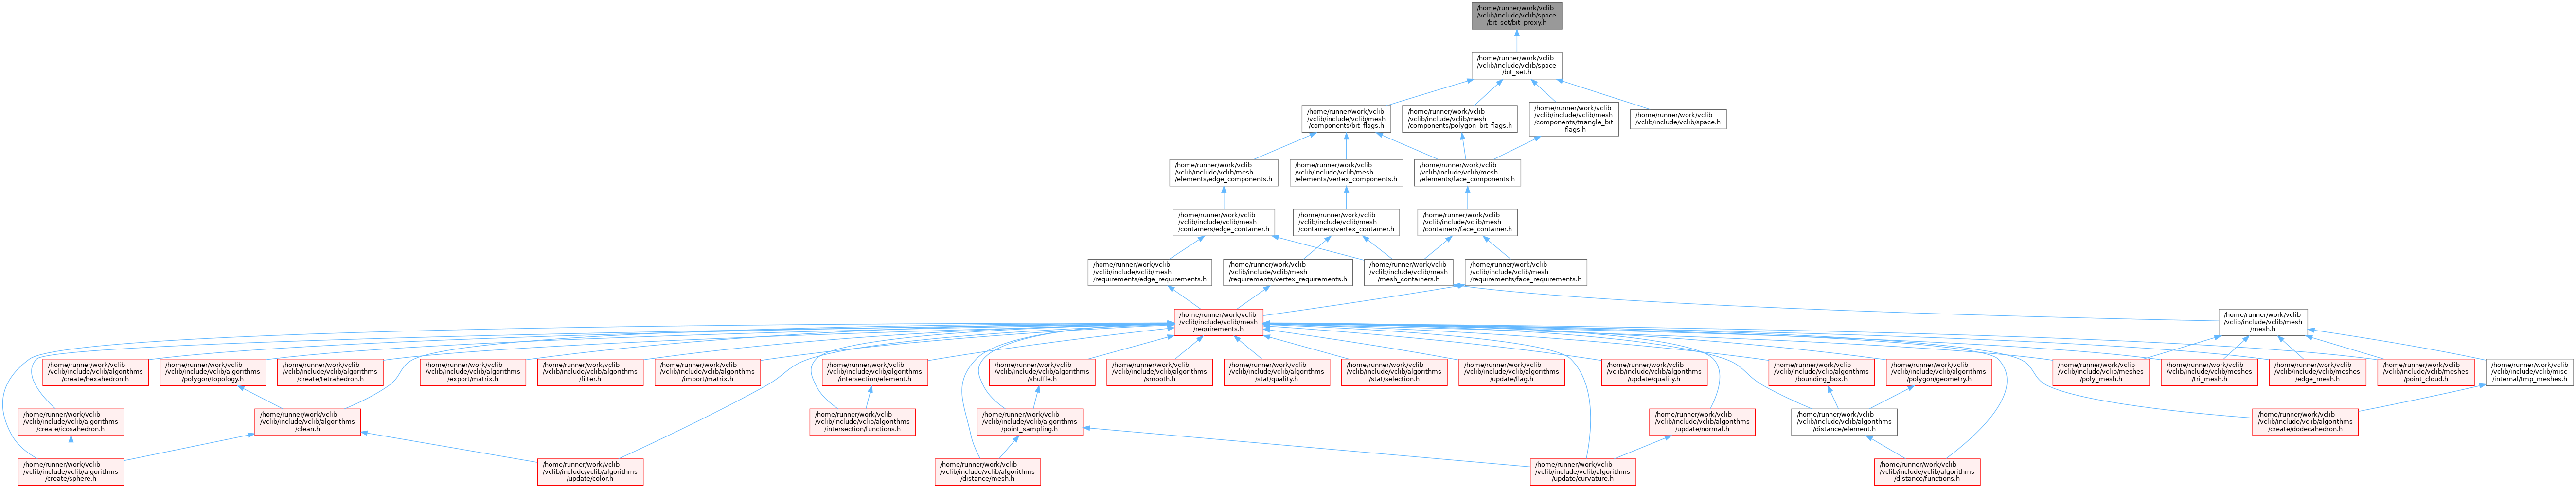 /home/runner/work/vclib
/vclib/include/vclib/space
/bit_set/bit_proxy.h
/home/runner/work/vclib
/vclib/include/vclib/space
/bit_set.h
/home/runner/work/vclib
/vclib/include/vclib/mesh
/components/bit_flags.h
/home/runner/work/vclib
/vclib/include/vclib/mesh
/components/polygon_bit_flags.h
/home/runner/work/vclib
/vclib/include/vclib/mesh
/components/triangle_bit
_flags.h
/home/runner/work/vclib
/vclib/include/vclib/space.h
/home/runner/work/vclib
/vclib/include/vclib/mesh
/elements/edge_components.h
/home/runner/work/vclib
/vclib/include/vclib/mesh
/elements/vertex_components.h
/home/runner/work/vclib
/vclib/include/vclib/mesh
/elements/face_components.h
/home/runner/work/vclib
/vclib/include/vclib/mesh
/containers/edge_container.h
/home/runner/work/vclib
/vclib/include/vclib/mesh
/containers/vertex_container.h
/home/runner/work/vclib
/vclib/include/vclib/mesh
/containers/face_container.h
/home/runner/work/vclib
/vclib/include/vclib/mesh
/requirements/edge_requirements.h
/home/runner/work/vclib
/vclib/include/vclib/mesh
/requirements/vertex_requirements.h
/home/runner/work/vclib
/vclib/include/vclib/mesh
/mesh_containers.h
/home/runner/work/vclib
/vclib/include/vclib/mesh
/requirements/face_requirements.h
/home/runner/work/vclib
/vclib/include/vclib/mesh
/requirements.h
/home/runner/work/vclib
/vclib/include/vclib/mesh
/mesh.h
/home/runner/work/vclib
/vclib/include/vclib/algorithms
/create/hexahedron.h
/home/runner/work/vclib
/vclib/include/vclib/algorithms
/polygon/topology.h
/home/runner/work/vclib
/vclib/include/vclib/algorithms
/create/tetrahedron.h
/home/runner/work/vclib
/vclib/include/vclib/algorithms
/export/matrix.h
/home/runner/work/vclib
/vclib/include/vclib/algorithms
/filter.h
/home/runner/work/vclib
/vclib/include/vclib/algorithms
/import/matrix.h
/home/runner/work/vclib
/vclib/include/vclib/algorithms
/intersection/element.h
/home/runner/work/vclib
/vclib/include/vclib/algorithms
/shuffle.h
/home/runner/work/vclib
/vclib/include/vclib/algorithms
/smooth.h
/home/runner/work/vclib
/vclib/include/vclib/algorithms
/stat/quality.h
/home/runner/work/vclib
/vclib/include/vclib/algorithms
/stat/selection.h
/home/runner/work/vclib
/vclib/include/vclib/algorithms
/update/flag.h
/home/runner/work/vclib
/vclib/include/vclib/algorithms
/update/quality.h
/home/runner/work/vclib
/vclib/include/vclib/algorithms
/bounding_box.h
/home/runner/work/vclib
/vclib/include/vclib/algorithms
/polygon/geometry.h
/home/runner/work/vclib
/vclib/include/vclib/meshes
/poly_mesh.h
/home/runner/work/vclib
/vclib/include/vclib/meshes
/tri_mesh.h
/home/runner/work/vclib
/vclib/include/vclib/meshes
/edge_mesh.h
/home/runner/work/vclib
/vclib/include/vclib/meshes
/point_cloud.h
/home/runner/work/vclib
/vclib/include/vclib/misc
/internal/tmp_meshes.h
/home/runner/work/vclib
/vclib/include/vclib/algorithms
/create/icosahedron.h
/home/runner/work/vclib
/vclib/include/vclib/algorithms
/clean.h
/home/runner/work/vclib
/vclib/include/vclib/algorithms
/intersection/functions.h
/home/runner/work/vclib
/vclib/include/vclib/algorithms
/point_sampling.h
/home/runner/work/vclib
/vclib/include/vclib/algorithms
/update/normal.h
/home/runner/work/vclib
/vclib/include/vclib/algorithms
/distance/element.h
/home/runner/work/vclib
/vclib/include/vclib/algorithms
/create/dodecahedron.h
/home/runner/work/vclib
/vclib/include/vclib/algorithms
/create/sphere.h
/home/runner/work/vclib
/vclib/include/vclib/algorithms
/update/color.h
/home/runner/work/vclib
/vclib/include/vclib/algorithms
/distance/mesh.h
/home/runner/work/vclib
/vclib/include/vclib/algorithms
/update/curvature.h
/home/runner/work/vclib
/vclib/include/vclib/algorithms
/distance/functions.h